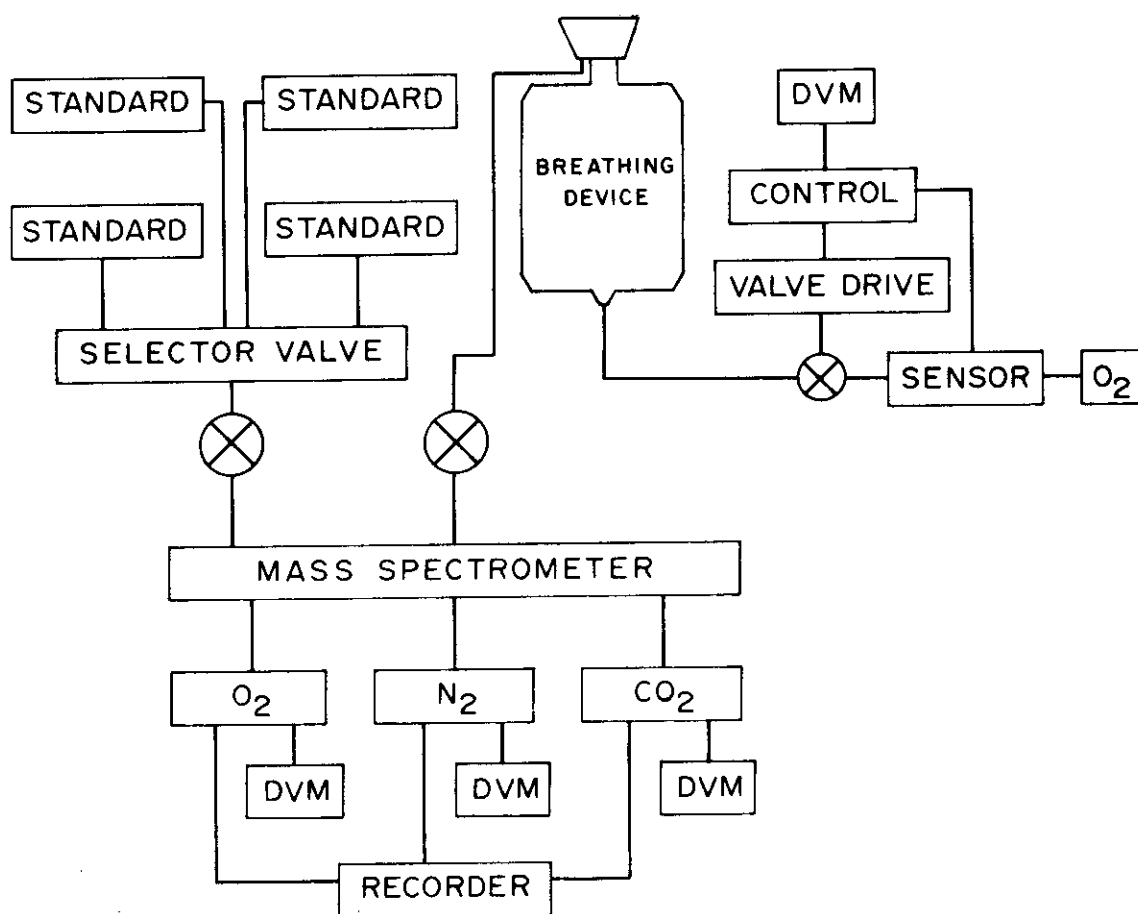 STANDARD
STANDARD
STANDARD
STANDARD
SELECTOR VALVE
BREATHING
DEVICE
DVM
CONTROL
VALVE DRIVE
SENSOR
O₂
MASS SPECTROMETER
O₂
N₂
CO₂
DVM
DVM
DVM
RECORDER